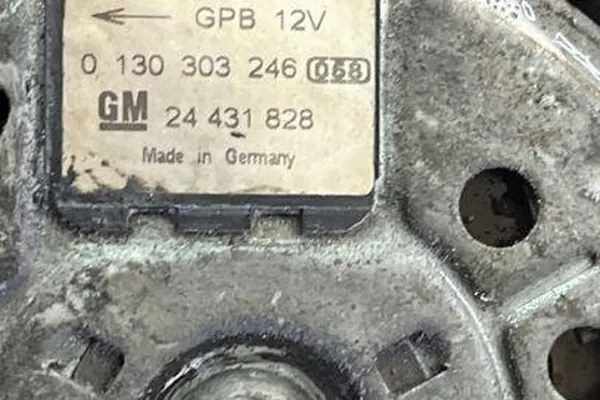 GPB 12V
0 130 303 246 058
GM 24 431 828
Made in Germany